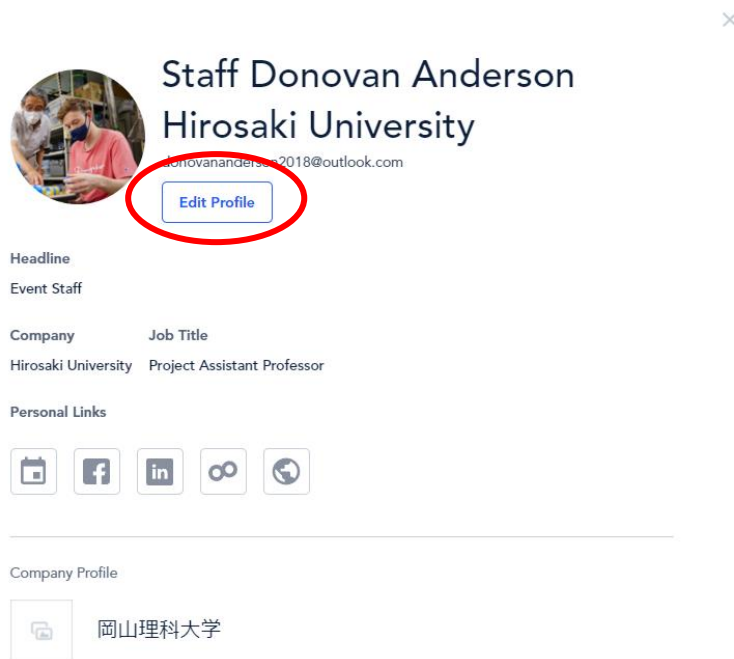 Staff Donovan Anderson
Hirosaki University
donovananderson2018@outlook.com
Edit Profile
Headline
Event Staff
Company Job Title
Hirosaki University Project Assistant Professor
Personal Links
in
Company Profile
岡山理科大学